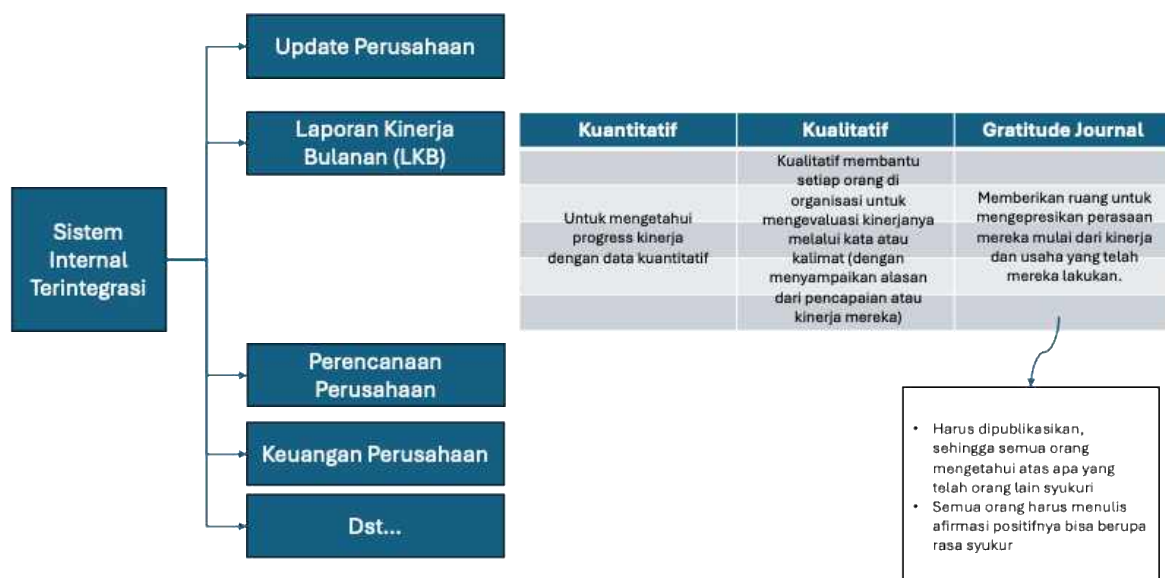 Update Perusahaan
Laporan Kinerja
Bulanan (LKB)
Sistem
Internal
Terintegrasi
Perencanaan
Perusahaan
Keuangan Perusahaan
Dst...
Kuantitatif
Kualitatif
Gratitude Journal
Untuk mengetahui
progress kinerja
dengan data kuantitatif
Kualitatif membantu
setiap orang di
organisasi untuk
mengevaluasi kinerjanya
melalui kata atau
kalimat (dengan
menyampaikan alasan
dari pencapaian atau
kinerja mereka)
Memberikan ruang untuk
mengepresikan perasaan
mereka mulai dari kinerja
dan usaha yang telah
mereka lakukan.
• Harus dipublikasikan,
sehingga semua orang
mengetahui atas apa yang
telah orang lain syukuri
• Semua orang harus menulis
afirmasi positifnya bisa berupa
rasa syukur